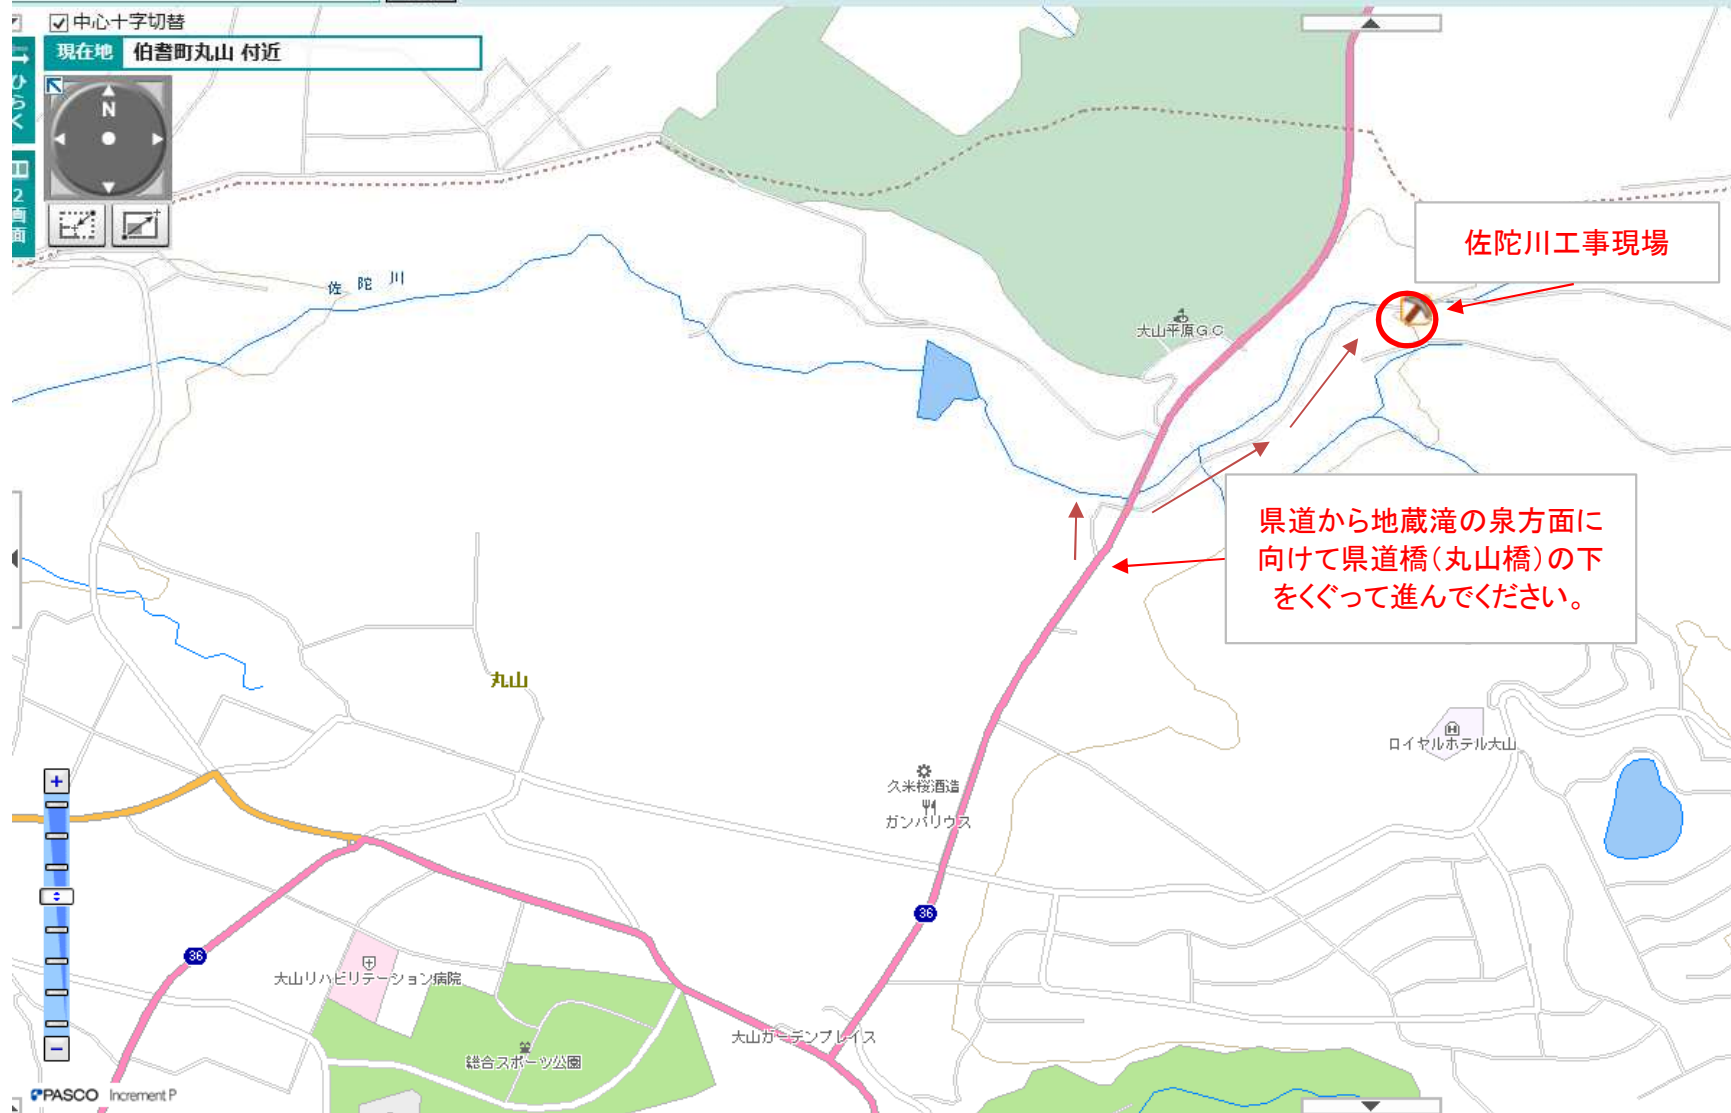 中心十字切替
現在地 伯耆町丸山 付近
ひらく
N
2画面
佐陀川工事現場
佐陀川
大山平原GC
県道から地蔵滝の泉方面に
向けて県道橋（丸山橋）の下
をくぐって進んでください。
丸山
ロイヤルホテル大山
久米桜酒造
ガンバリウス
+
36
36
大山リハビリテーション病院
大山ガーデンプレイス
総合スポーツ公園
−
PASCO Increment P